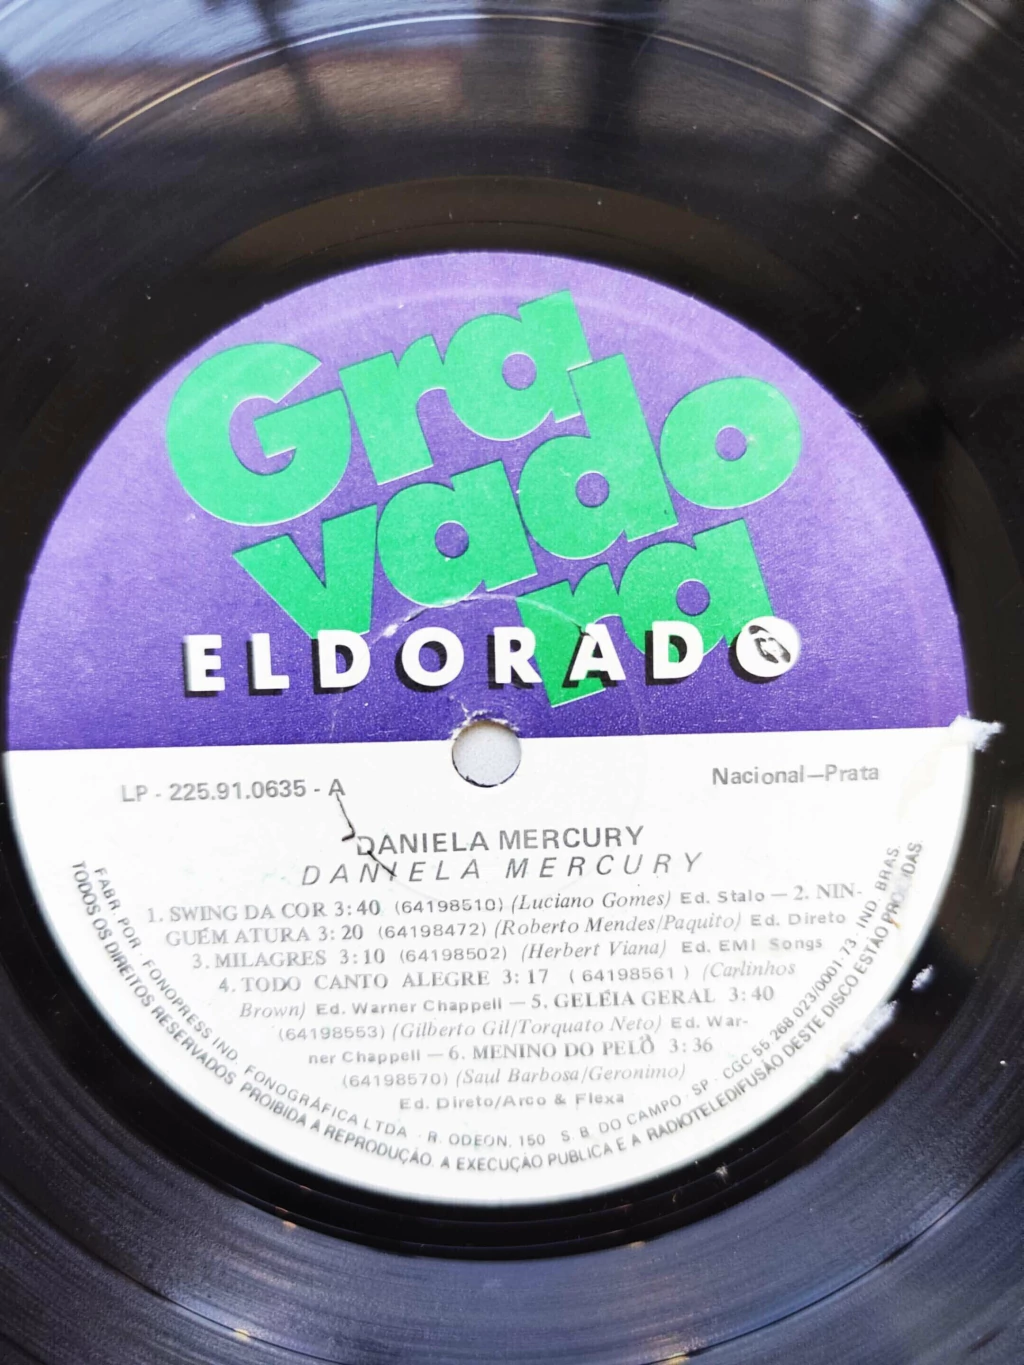 Gra
vado
ra
ELDORADO
LP - 225.91.0635 - A
Nacional—Prata
DANIELA MERCURY
DANIELA MERCURY
1. SWING DA COR 3:40 (64198510) (Luciano Gomes) Ed. Stalo — 2. NIN-
GUÉM ATURA 3:20 (64198472) (Roberto Mendes/Paquito) Ed. Direto
3. MILAGRES 3:10 (64198502) (Herbert Viana) Ed. EMI Songs
4. TODO CANTO ALEGRE 3:17 (64198561) (Carlinhos
Brown) Ed. Warner Chappell — 5. GELÉIA GERAL 3:40
(64198553) (Gilberto Gil/Torquato Neto) Ed. War-
ner Chappell — 6. MENINO DO PELÔ 3:36
(64198570) (Saul Barbosa/Geronimo)
Ed. Direto/Arco & Flexa
FABR. POR · FONOPRESS IND. FONOGRÁFICA LTDA · R. ODEON, 150 S. B. DO CAMPO · SP · CGC 55 268 023/0001·73 · IND. BRAS.
TODOS OS DIREITOS RESERVADOS PROIBIDA A REPRODUÇÃO. A EXECUÇÃO PUBLICA E A RADIOTELEDIFUSÃO DESTE DISCO ESTÃO